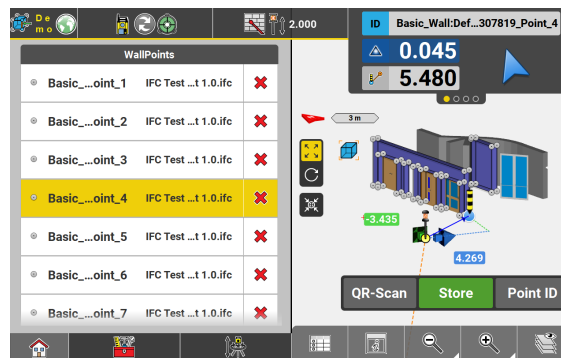 De
mo
2.000
ID Basic_Wall:Def...307819_Point_4
0.045
5.480
WallPoints
Basic_...oint_1 IFC Test ...t 1.0.ifc
Basic_...oint_2 IFC Test ...t 1.0.ifc
Basic_...oint_3 IFC Test ...t 1.0.ifc
Basic_...oint_4 IFC Test ...t 1.0.ifc
Basic_...oint_5 IFC Test ...t 1.0.ifc
Basic_...oint_6 IFC Test ...t 1.0.ifc
Basic_...oint_7 IFC Test ...t 1.0.ifc
3 m
-3.435
4.269
QR-Scan Store Point ID